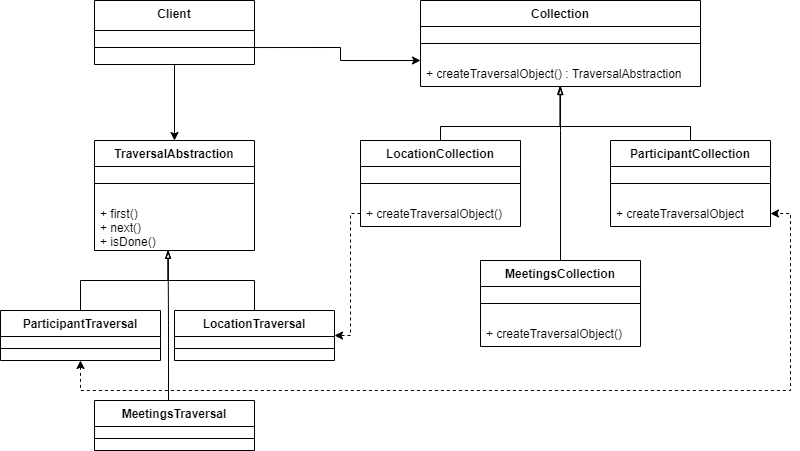 Client
Collection
+ createTraversalObject() : TraversalAbstraction
TraversalAbstraction
+ first()
+ next()
+ isDone()
LocationCollection
+ createTraversalObject()
ParticipantCollection
+ createTraversalObject
MeetingsCollection
+ createTraversalObject()
ParticipantTraversal
LocationTraversal
MeetingsTraversal